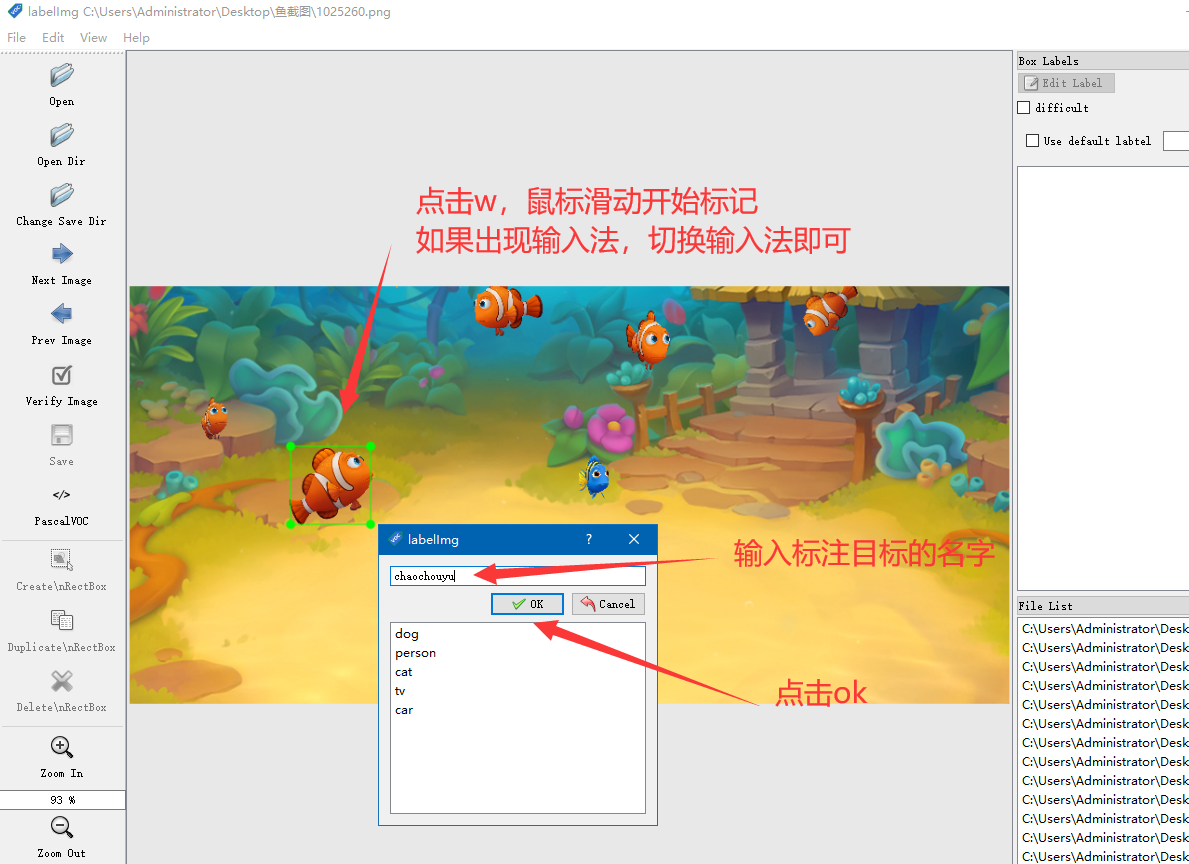 labelImg C:\Users\Administrator\Desktop\鱼截图\1025260.png
File Edit View Help
Open
Open Dir
Change Save Dir
Next Image
Prev Image
Verify Image
Save
</>
PascalVOC
Create\nRectBox
Duplicate\nRectBox
Delete\nRectBox
Zoom In
93 %
Zoom Out
点击w，鼠标滑动开始标记
如果出现输入法，切换输入法即可
labelImg ?
chaochouyu
OK Cancel
dog
person
cat
tv
car
输入标注目标的名字
点击ok
Box Labels
Edit Label
difficult
Use default labtel
File List
C:\Users\Administrator\Desk
C:\Users\Administrator\Desk
C:\Users\Administrator\Desk
C:\Users\Administrator\Desk
C:\Users\Administrator\Desk
C:\Users\Administrator\Desk
C:\Users\Administrator\Desk
C:\Users\Administrator\Desk
C:\Users\Administrator\Desk
C:\Users\Administrator\Desk
C:\Users\Administrator\Desk
C:\Users\Administrator\Desk
C:\Users\Administrator\Desk